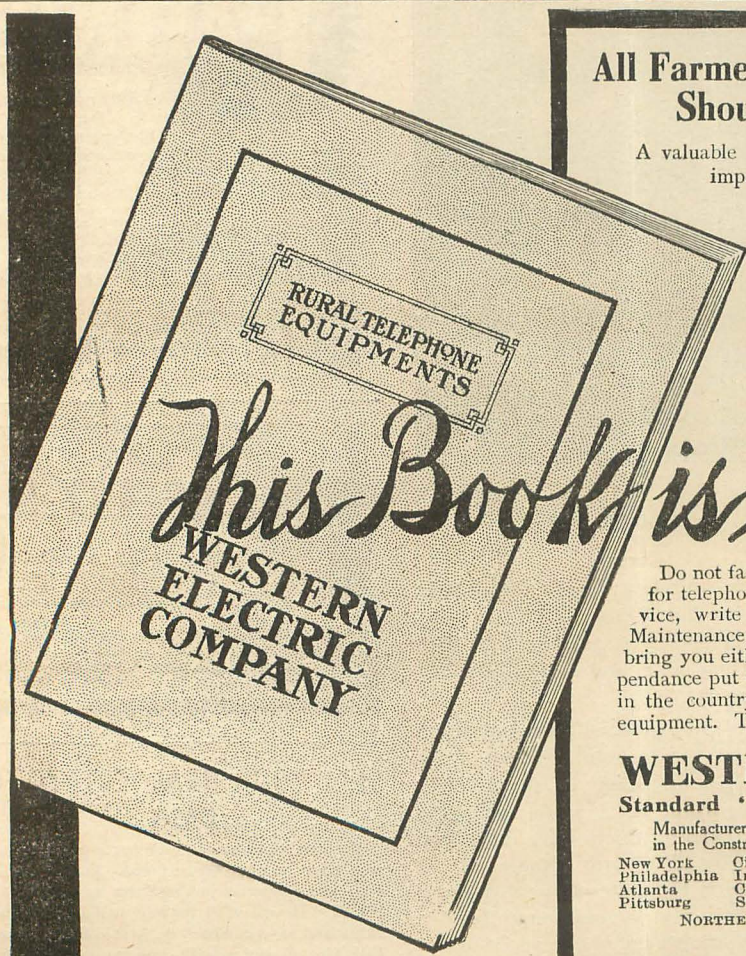 All Farme
Shou
A valuable
imp
RURAL TELEPHONE
EQUIPMENTS
This Book is
WESTERN
ELECTRIC
COMPANY
Do not fa
for telepho
vice, write
Maintenance
bring you eit
pendance put
in the countr
equipment. T
WEST
Standard "
Manufacturer
in the Constr
New York
Philadelphia
Atlanta
Pittsburg
NORTHE